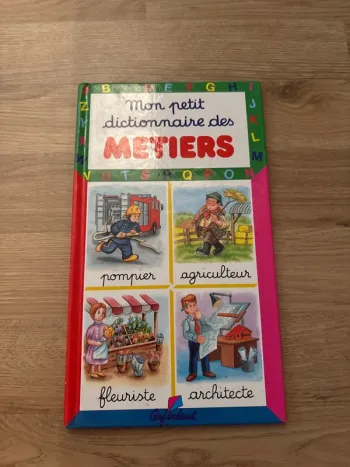 Mon petit
dictionnaire des
METIERS
pompier
agriculteur
fleuriste
architecte